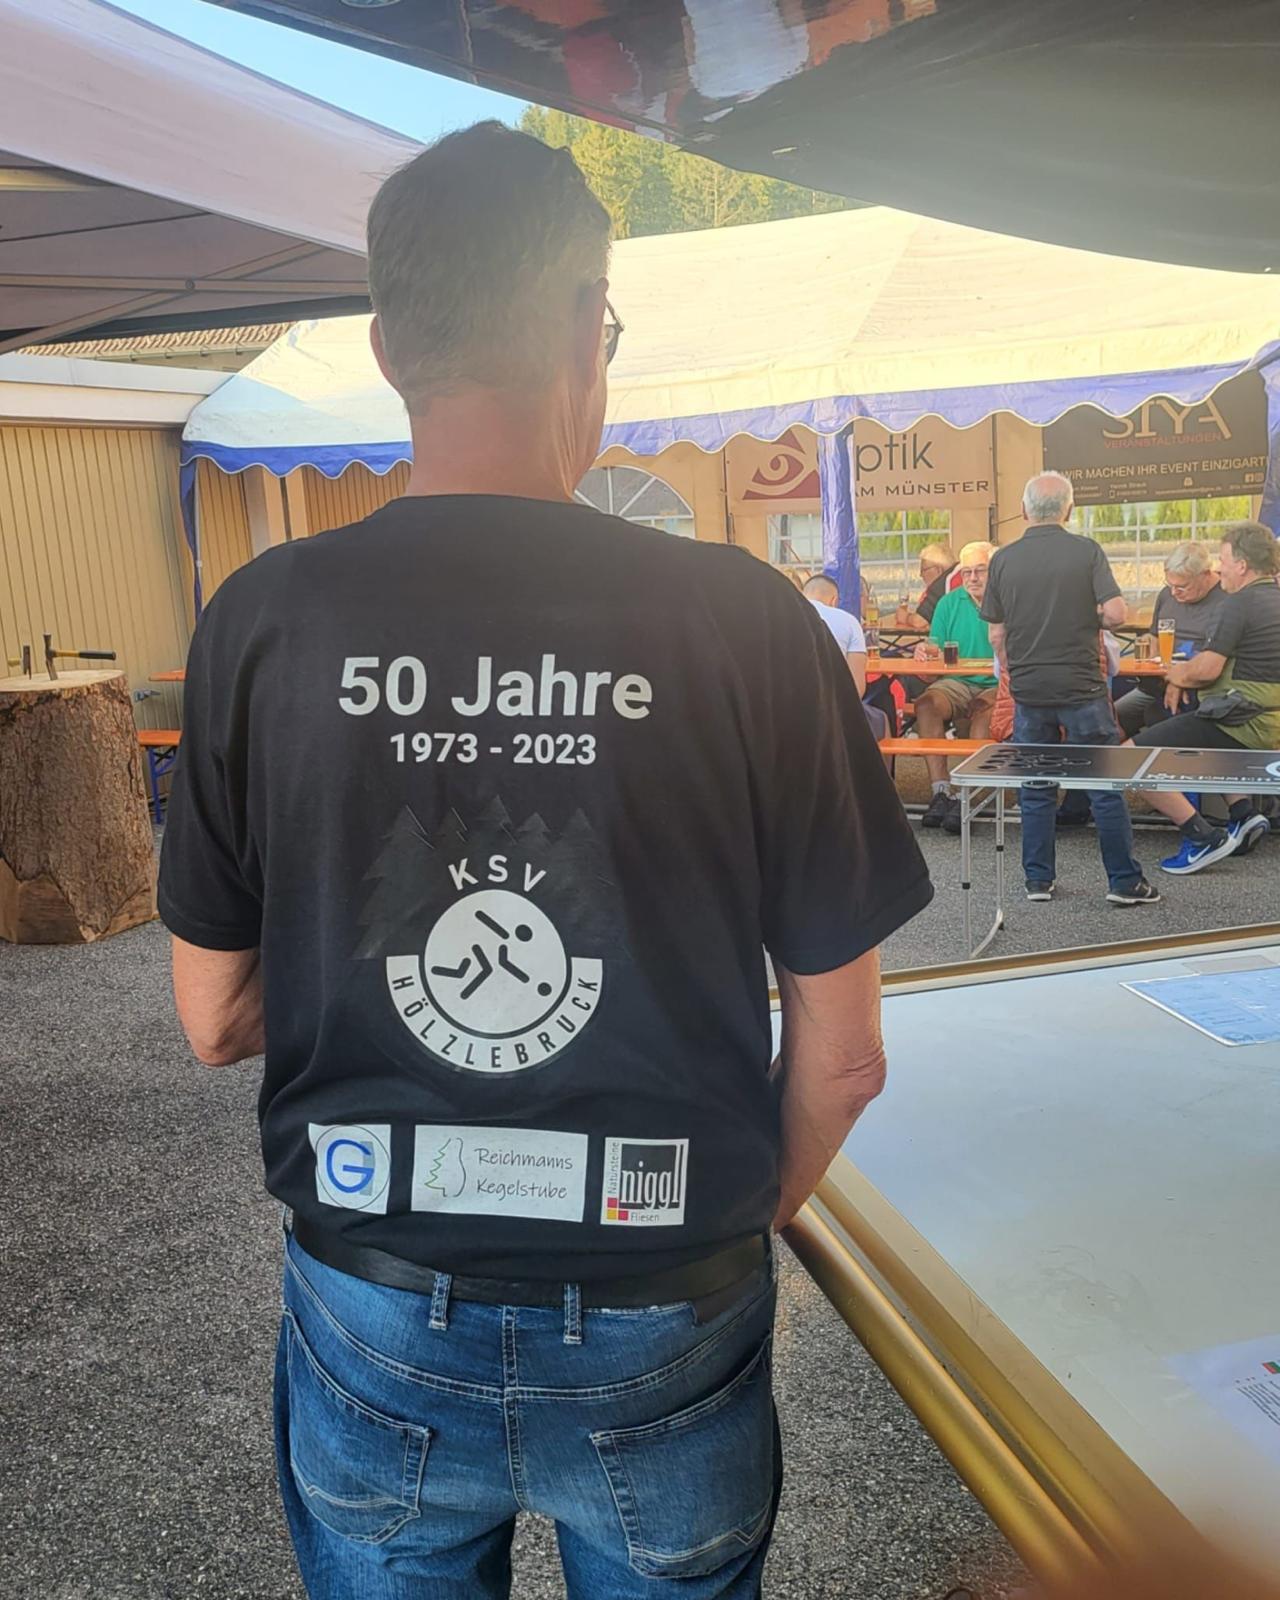 ptik
AM MÜNSTER
SIYA
VERANSTALTUNGEN
WIR MACHEN IHR EVENT EINZIGART
50 Jahre
1973 - 2023
KSV
HÖLZLEBRUCK
G
Reichmanns
Kegelstube
Natursteine
niggl
Fliesen